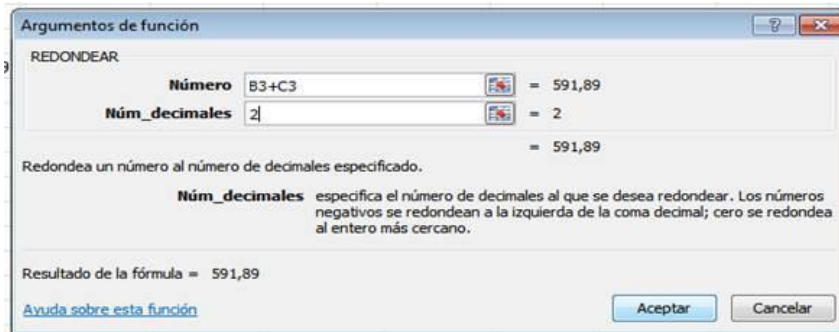 Argumentos de función
REDONDEAR
Número B3+C3 = 591,89
Núm_decimales 2 = 2
= 591,89
Redondea un número al número de decimales especificado.
Núm_decimales especifica el número de decimales al que se desea redondear. Los números
negativos se redondean a la izquierda de la coma decimal; cero se redondea
al entero más cercano.
Resultado de la fórmula = 591,89
Ayuda sobre esta función Aceptar Cancelar